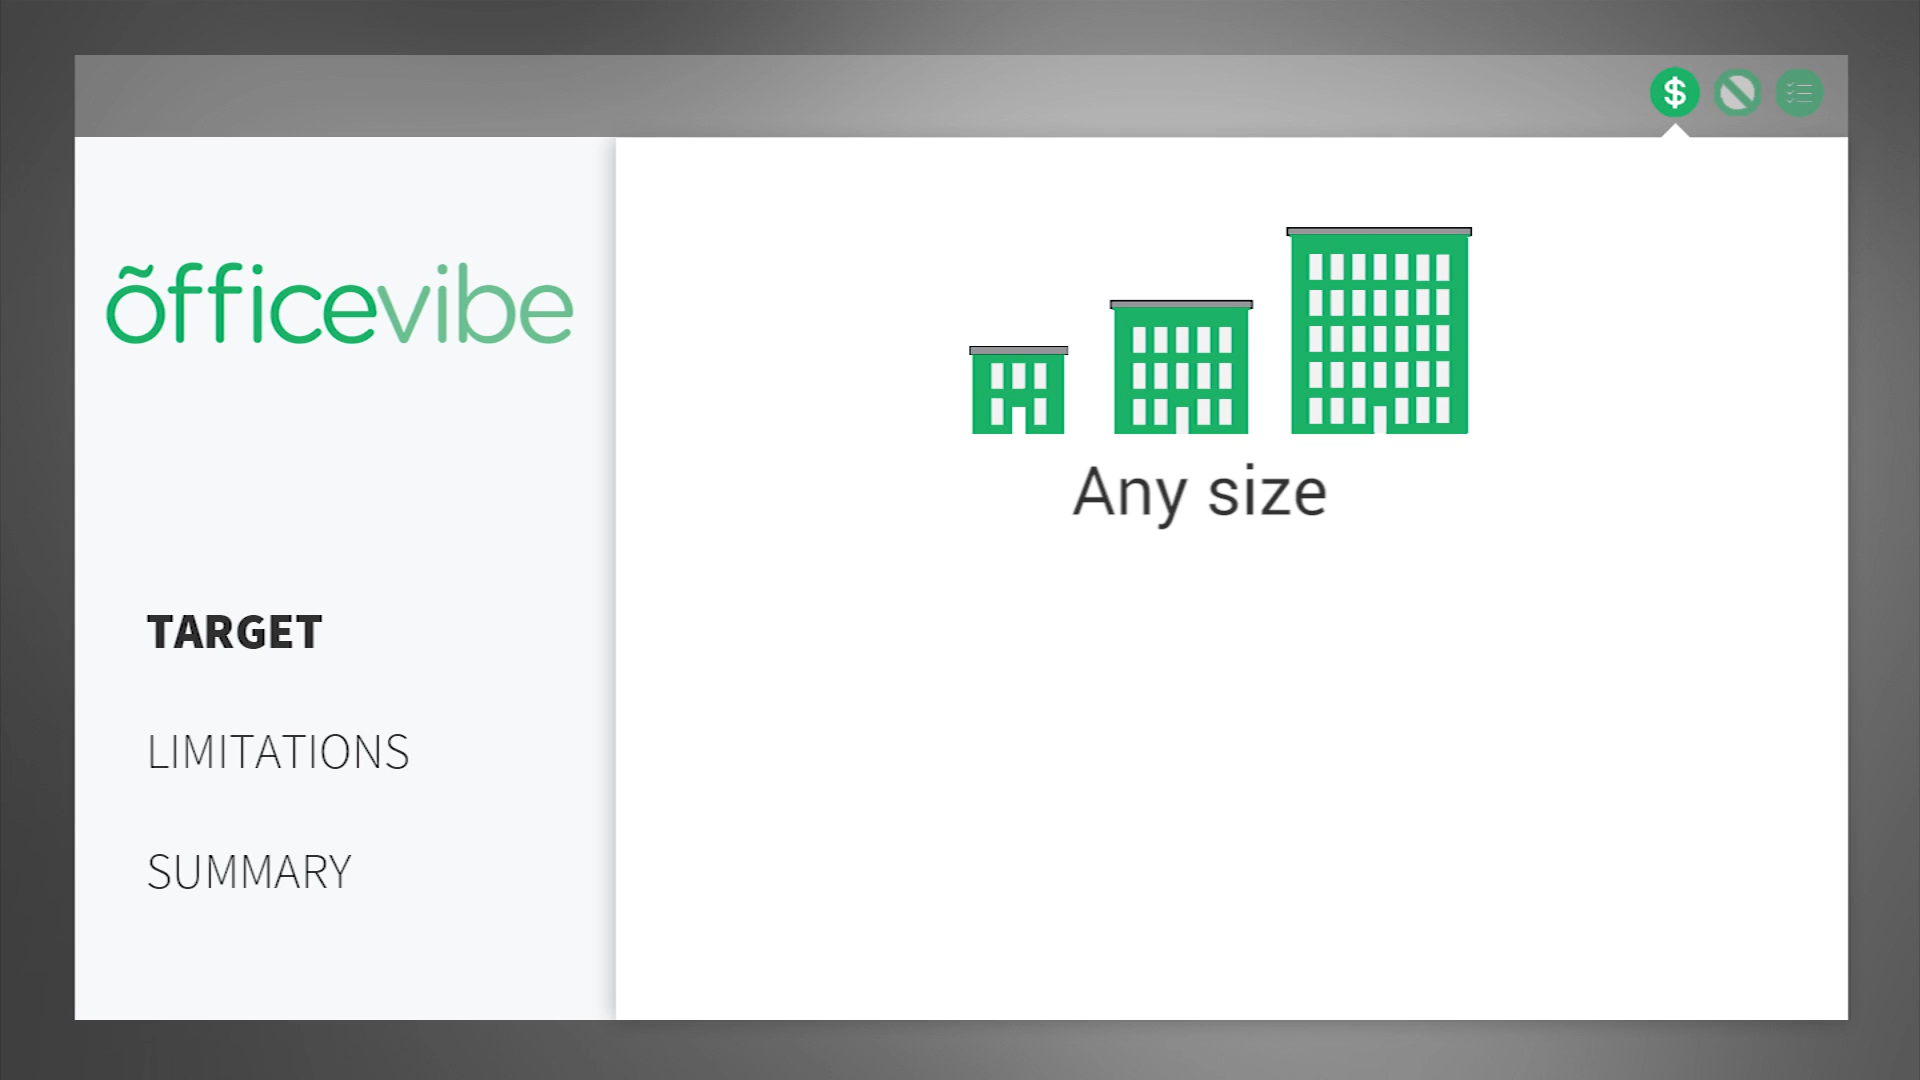 õfficevibe
TARGET
LIMITATIONS
SUMMARY
$
Any size